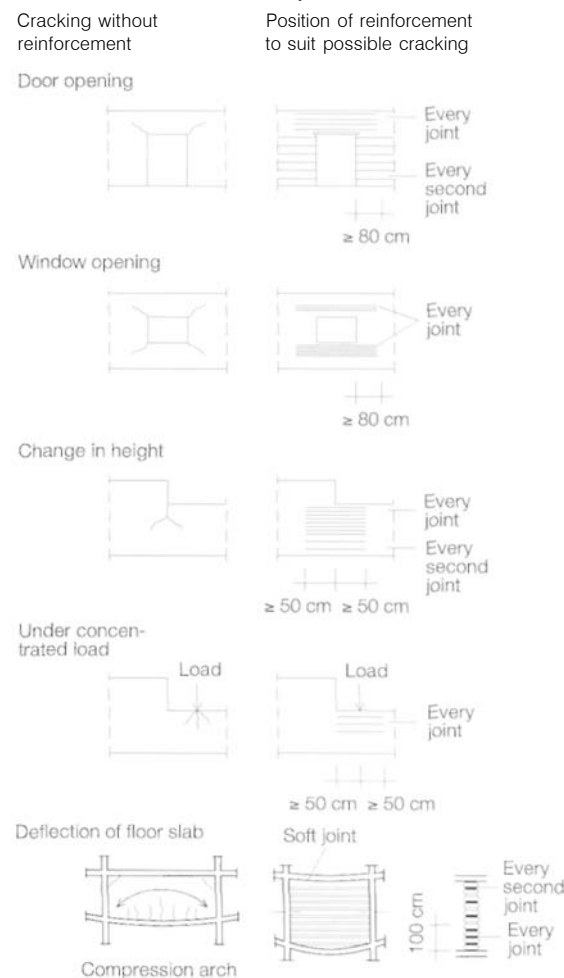 Cracking without
reinforcement
Position of reinforcement
to suit possible cracking
Door opening
Every
joint
Every
second
joint
≥ 80 cm
Window opening
Every
joint
≥ 80 cm
Change in height
Every
joint
Every
second
joint
≥ 50 cm ≥ 50 cm
Under concen-
trated load
Load
Load
Every
joint
≥ 50 cm ≥ 50 cm
Deflection of floor slab
Soft joint
100 cm
Every
second
joint
Every
joint
Compression arch